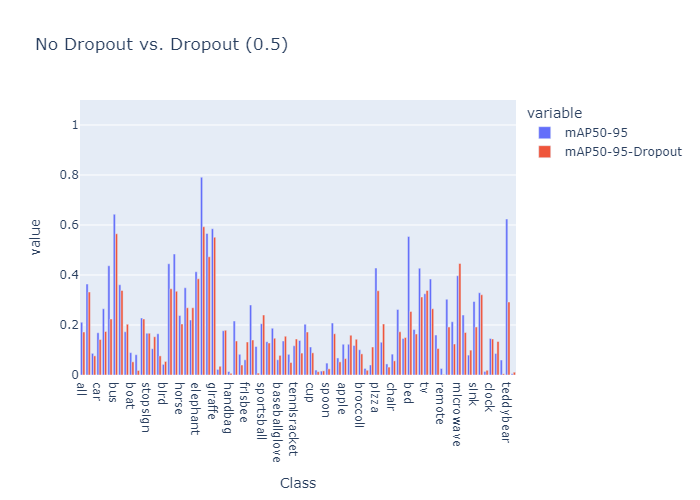 No Dropout vs. Dropout (0.5)
variable
mAP50-95
mAP50-95-Dropout
value
1
0.8
0.6
0.4
0.2
0
all
car
bus
boat
stopsign
bird
horse
elephant
giraffe
handbag
frisbee
sportsball
baseballglove
tennisracket
cup
spoon
apple
broccoli
pizza
chair
bed
tv
remote
microwave
sink
clock
teddybear
Class